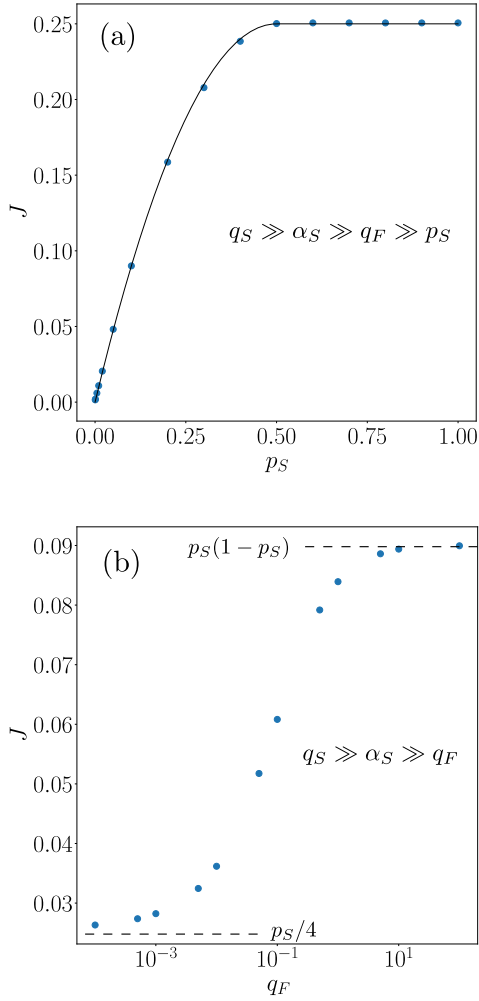 (a)
0.25
0.20
0.15
0.10
0.05
0.00
J
q_S ≫ α_S ≫ q_F ≫ p_S
0.00 0.25 0.50 0.75 1.00
p_S
(b)
p_S(1 − p_S)
0.09
0.08
0.07
0.06
0.05
0.04
0.03
J
q_S ≫ α_S ≫ q_F
p_S/4
10⁻³ 10⁻¹ 10¹
q_F